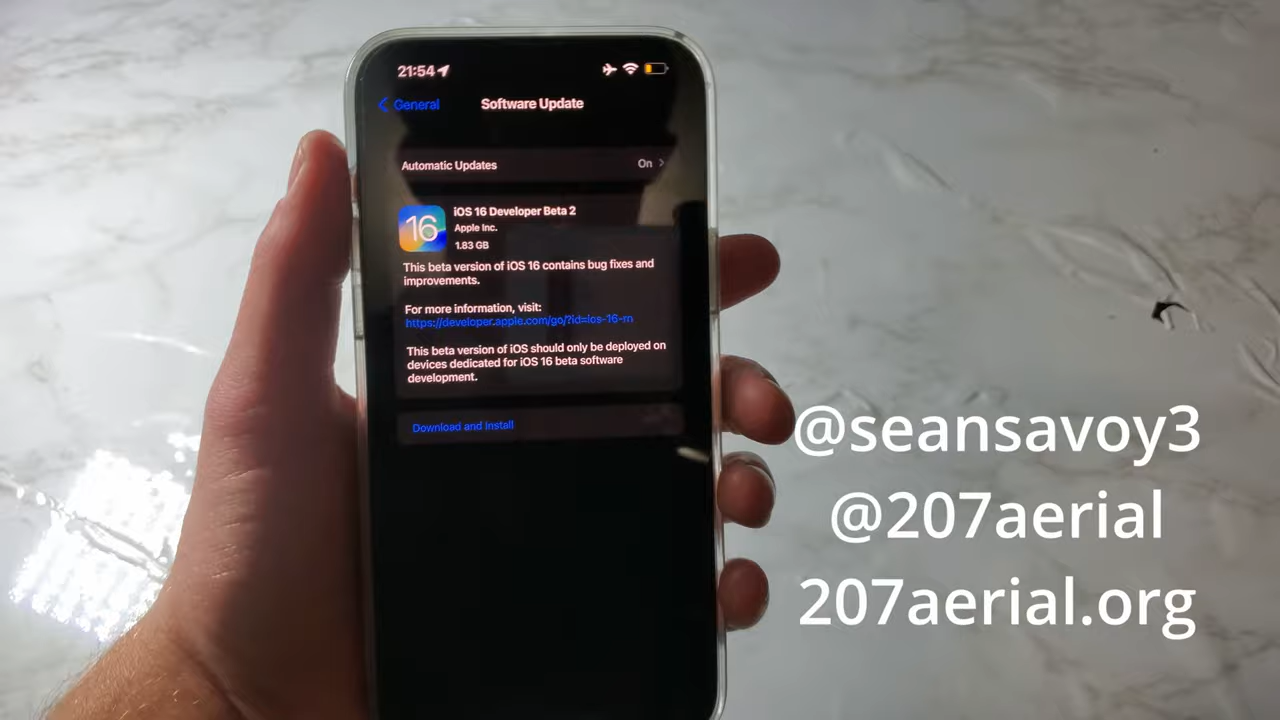 21:54
General
Software Update
Automatic Updates
On
16
iOS 16 Developer Beta 2
Apple Inc.
1.83 GB
This beta version of iOS 16 contains bug fixes and
improvements.
For more information, visit:
https://developer.apple.com/go/?id=ios-16-rn
This beta version of iOS should only be deployed on
devices dedicated for iOS 16 beta software
development.
Download and Install
@seansavoy3
@207aerial
207aerial.org